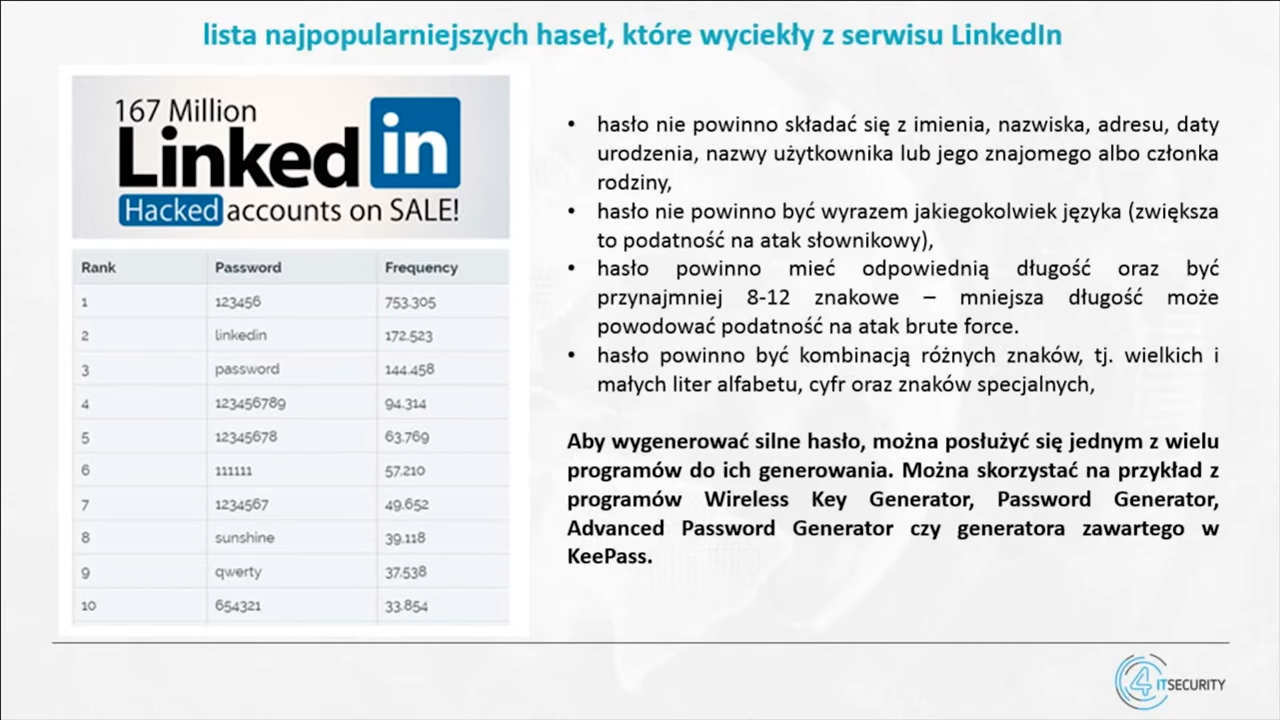 lista najpopularniejszych haseł, które wyciekły z serwisu LinkedIn
167 Million
Linked in
Hacked accounts on SALE!
Rank Password Frequency
1 123456 753.305
2 linkedin 172.523
3 password 144.458
4 123456789 94.314
5 12345678 63.769
6 111111 57.210
7 1234567 49.652
8 sunshine 39.118
9 qwerty 37.538
10 654321 33.854
• hasło nie powinno składać się z imienia, nazwiska, adresu, daty
urodzenia, nazwy użytkownika lub jego znajomego albo członka
rodziny,
• hasło nie powinno być wyrazem jakiegokolwiek języka (zwiększa
to podatność na atak słownikowy),
• hasło powinno mieć odpowiednią długość oraz być
przynajmniej 8-12 znakowe – mniejsza długość może
powodować podatność na atak brute force.
• hasło powinno być kombinacją różnych znaków, tj. wielkich i
małych liter alfabetu, cyfr oraz znaków specjalnych,
Aby wygenerować silne hasło, można posłużyć się jednym z wielu
programów do ich generowania. Można skorzystać na przykład z
programów Wireless Key Generator, Password Generator,
Advanced Password Generator czy generatora zawartego w
KeePass.
4 ITSECURITY